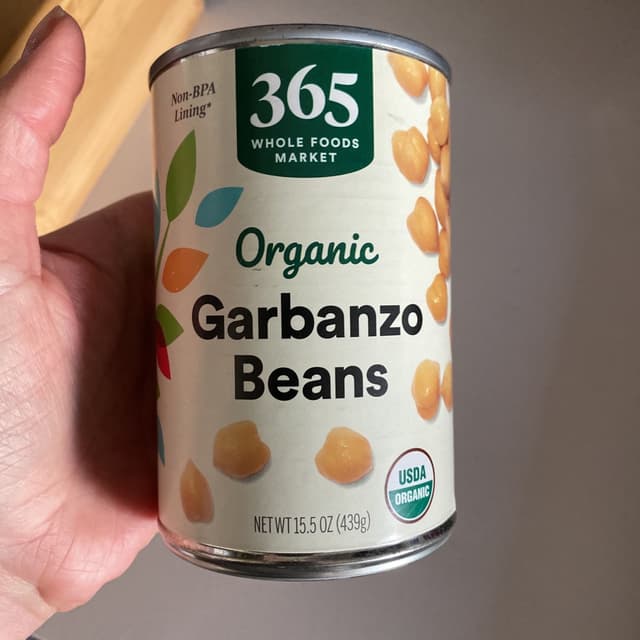 Non-BPA
Lining*
365
WHOLE FOODS
MARKET
Organic
Garbanzo
Beans
USDA
ORGANIC
NET WT 15.5 OZ (439g)